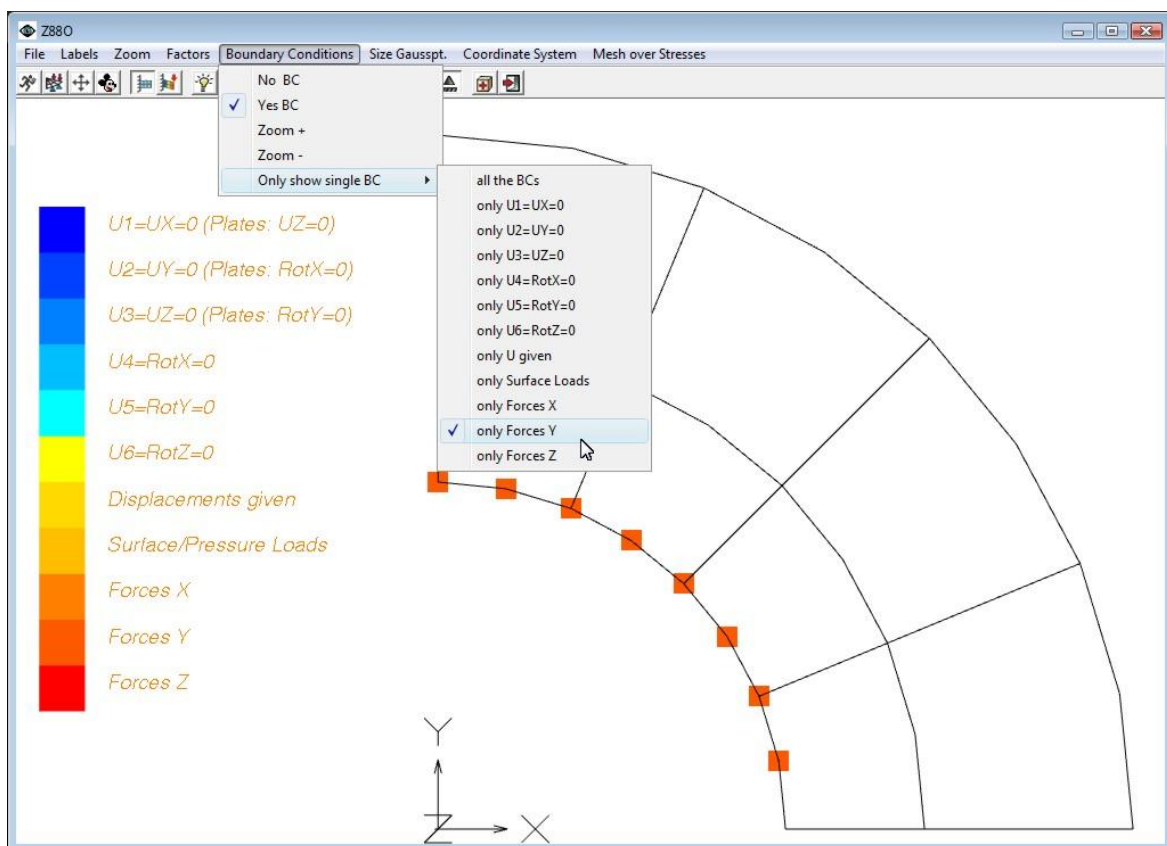 Z88O
File Labels Zoom Factors Boundary Conditions Size Gausspt. Coordinate System Mesh over Stresses
No BC
Yes BC
Zoom +
Zoom -
Only show single BC
all the BCs
only U1=UX=0
only U2=UY=0
only U3=UZ=0
only U4=RotX=0
only U5=RotY=0
only U6=RotZ=0
only U given
only Surface Loads
only Forces X
only Forces Y
only Forces Z
U1=UX=0 (Plates: UZ=0)
U2=UY=0 (Plates: RotX=0)
U3=UZ=0 (Plates: RotY=0)
U4=RotX=0
U5=RotY=0
U6=RotZ=0
Displacements given
Surface/Pressure Loads
Forces X
Forces Y
Forces Z
Y
Z X